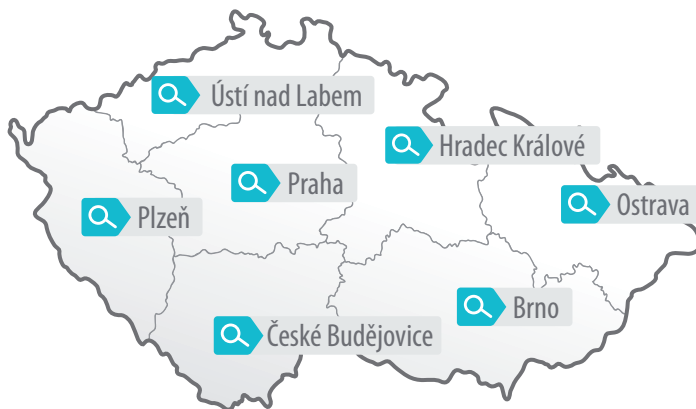 Ústí nad Labem
Hradec Králové
Praha
Ostrava
Plzeň
Brno
České Budějovice